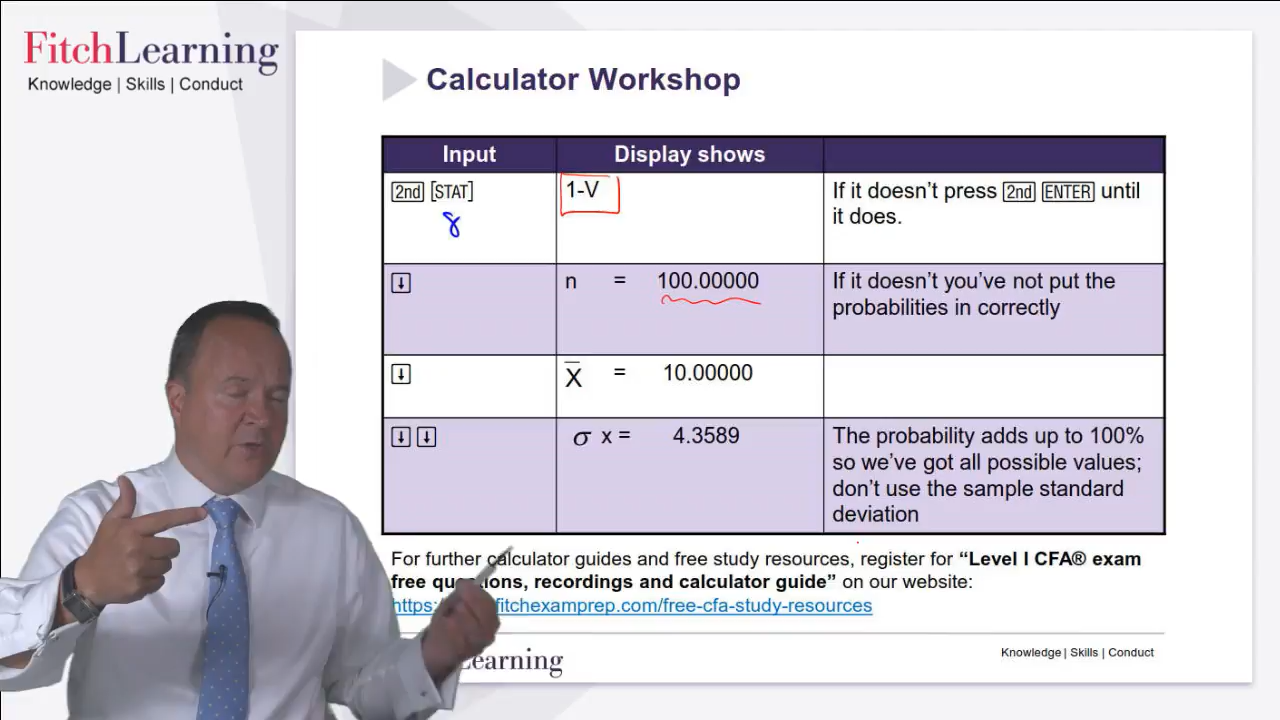 FitchLearning
Knowledge | Skills | Conduct
Calculator Workshop
Input
Display shows
2nd [STAT]
8
1-V
If it doesn't press 2nd ENTER until
it does.
↓
n = 100.00000
If it doesn't you've not put the
probabilities in correctly
↓
X̄ = 10.00000
↓ ↓
σ x = 4.3589
The probability adds up to 100%
so we've got all possible values;
don't use the sample standard
deviation
For further calculator guides and free study resources, register for "Level I CFA® exam
free questions, recordings and calculator guide" on our website:
https: fitchexamprep.com/free-cfa-study-resources
Learning
Knowledge | Skills | Conduct